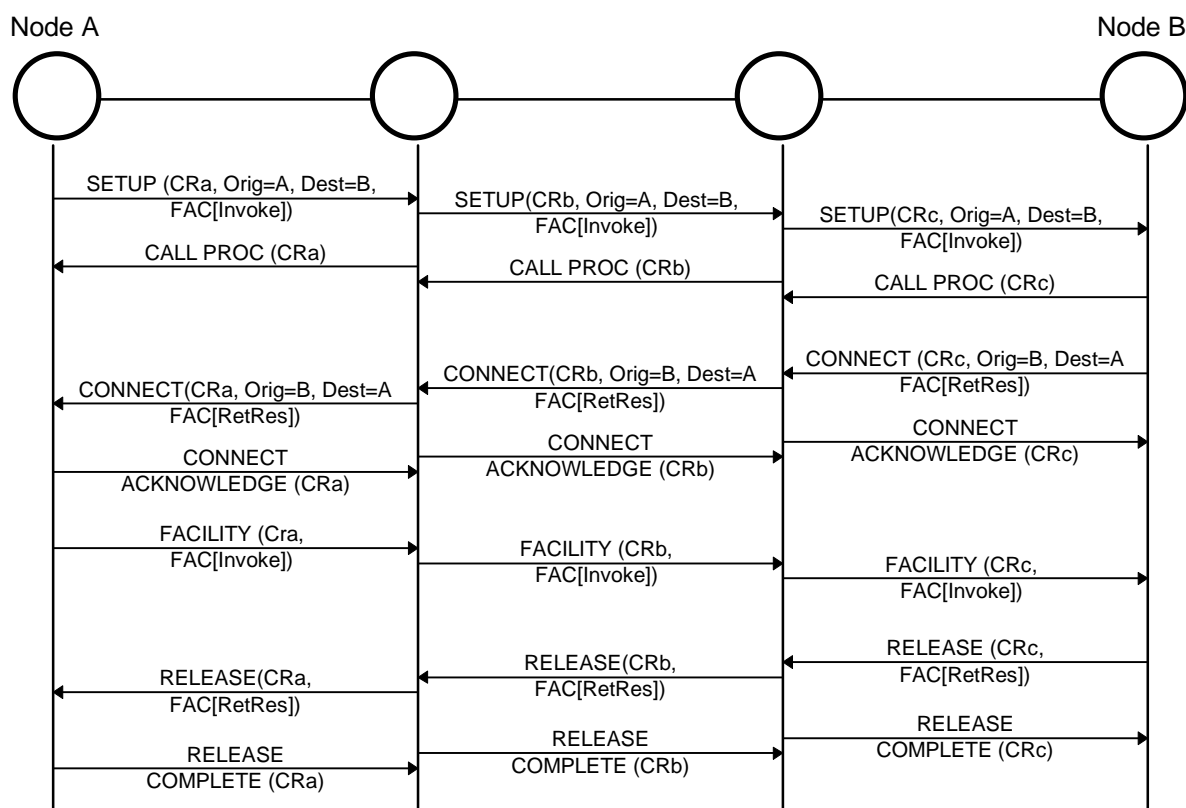 Node A
Node B
SETUP (CRa, Orig=A, Dest=B,
FAC[Invoke])
SETUP(CRb, Orig=A, Dest=B,
FAC[Invoke])
SETUP(CRc, Orig=A, Dest=B,
FAC[Invoke])
CALL PROC (CRa)
CALL PROC (CRb)
CALL PROC (CRc)
CONNECT (CRc, Orig=B, Dest=A
FAC[RetRes])
CONNECT(CRb, Orig=B, Dest=A
FAC[RetRes])
CONNECT(CRa, Orig=B, Dest=A
FAC[RetRes])
CONNECT
ACKNOWLEDGE (CRa)
CONNECT
ACKNOWLEDGE (CRb)
CONNECT
ACKNOWLEDGE (CRc)
FACILITY (Cra,
FAC[Invoke])
FACILITY (CRb,
FAC[Invoke])
FACILITY (CRc,
FAC[Invoke])
RELEASE (CRc,
FAC[RetRes])
RELEASE(CRb,
FAC[RetRes])
RELEASE(CRa,
FAC[RetRes])
RELEASE
COMPLETE (CRa)
RELEASE
COMPLETE (CRb)
RELEASE
COMPLETE (CRc)